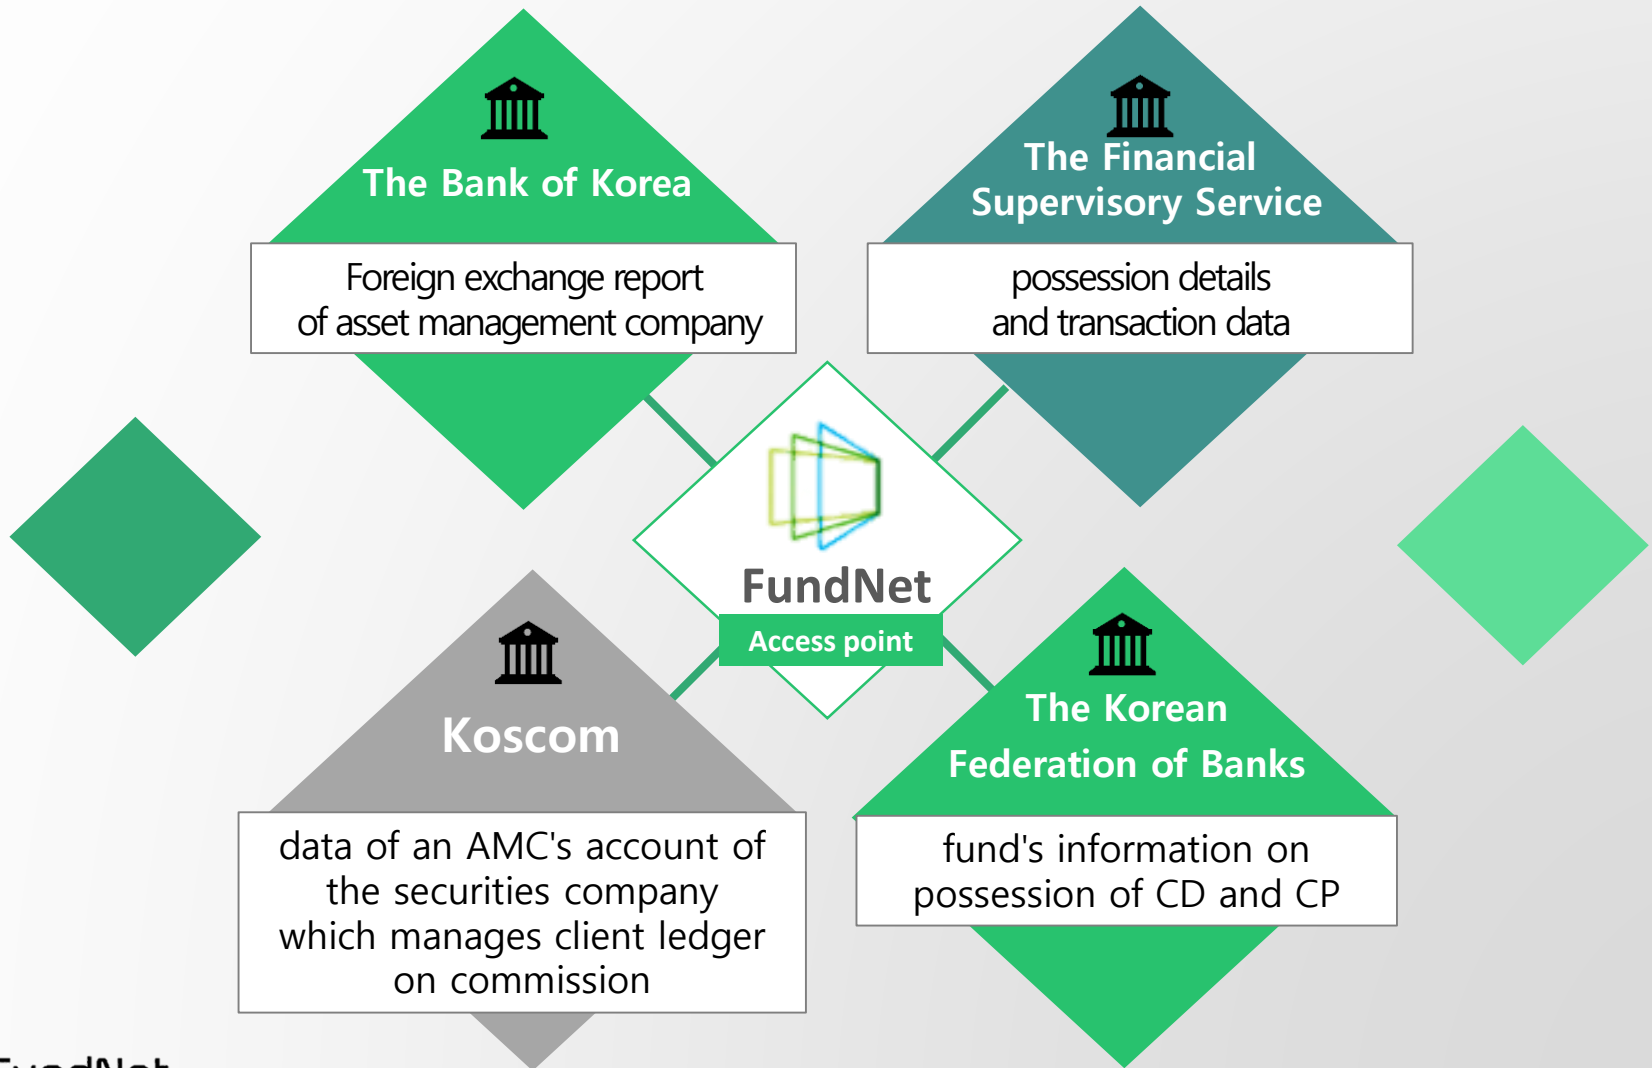 The Bank of Korea
Foreign exchange report
of asset management company
The Financial
Supervisory Service
possession details
and transaction data
FundNet
Access point
Koscom
data of an AMC's account of
the securities company
which manages client ledger
on commission
The Korean
Federation of Banks
fund's information on
possession of CD and CP
FundNet